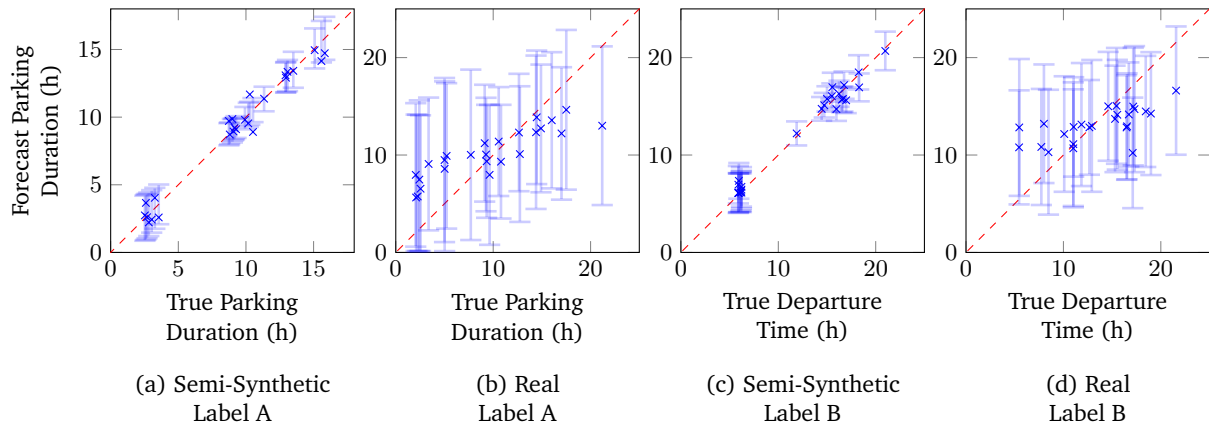 Forecast Parking
Duration (h)
15
10
5
0
0 5 10 15
True Parking
Duration (h)
(a) Semi-Synthetic
Label A
20
10
0
0 10 20
True Parking
Duration (h)
(b) Real
Label A
20
10
0
0 10 20
True Departure
Time (h)
(c) Semi-Synthetic
Label B
20
10
0
0 10 20
True Departure
Time (h)
(d) Real
Label B